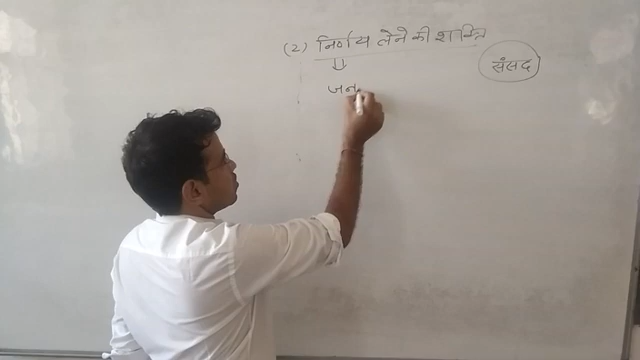 (2) निर्णय लेने की शक्ति
संसद
जन